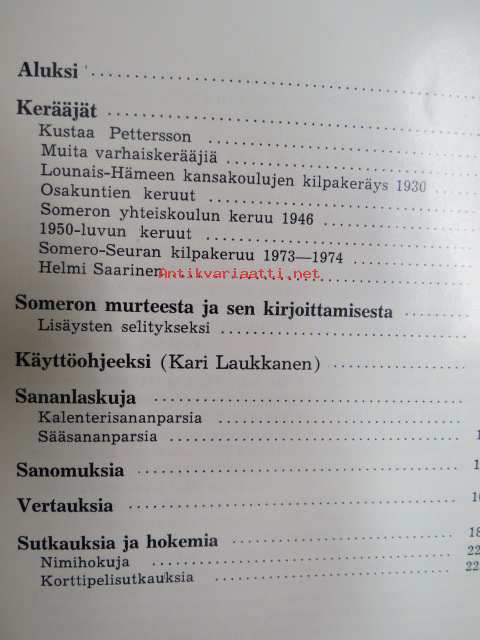 Aluksi
Kerääjät
Kustaa Pettersson
Muita varhaiskerääjiä
Lounais-Hämeen kansakoulujen kilpakeräys 1930
Osakuntien keruut
Someron yhteiskoulun keruu 1946
1950-luvun keruut
Somero-Seuran kilpakeruu 1973—1974
Helmi Saarinen
Antikvariaatti.net
Someron murteesta ja sen kirjoittamisesta
Lisäysten selitykseksi
Käyttöohjeeksi (Kari Laukkanen)
Sananlaskuja
Kalenterisananparsia
Sääsananparsia
Sanomuksia
Vertauksia
Sutkauksia ja hokemia
Nimihokuja
Korttipelisutkauksia